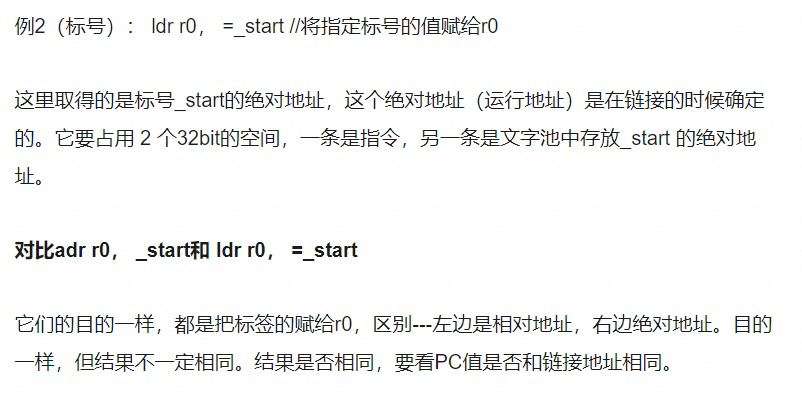 例2（标号）： ldr r0， =_start //将指定标号的值赋给r0
这里取得的是标号_start的绝对地址，这个绝对地址（运行地址）是在链接的时候确定
的。它要占用 2 个32bit的空间，一条是指令，另一条是文字池中存放_start 的绝对地
址。
对比adr r0， _start和 ldr r0， =_start
它们的目的一样，都是把标签的赋给r0，区别---左边是相对地址，右边绝对地址。目的
一样，但结果不一定相同。结果是否相同，要看PC值是否和链接地址相同。